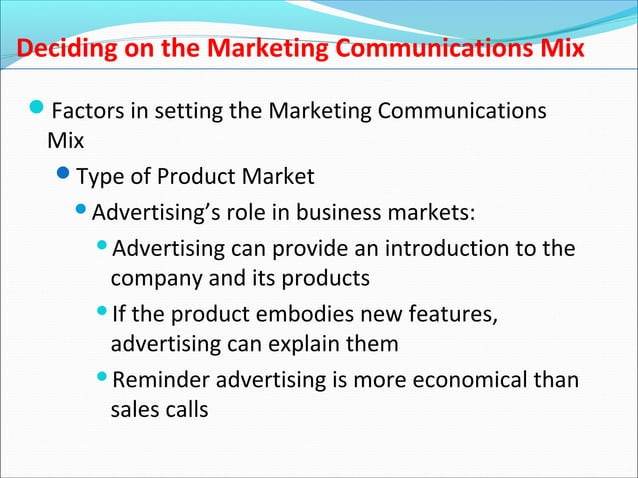 Deciding on the Marketing Communications Mix
Factors in setting the Marketing Communications
Mix
Type of Product Market
Advertising’s role in business markets:
Advertising can provide an introduction to the
company and its products
If the product embodies new features,
advertising can explain them
Reminder advertising is more economical than
sales calls